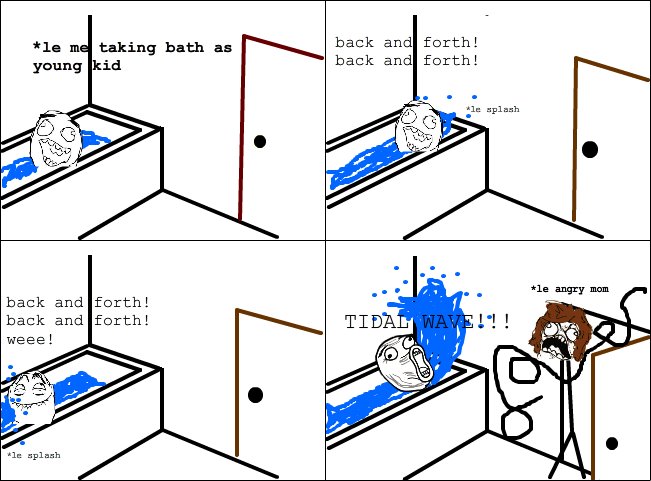 *le me taking bath as
young kid
back and forth!
back and forth!
*le splash
back and forth!
back and forth!
weee!
*le splash
*le angry mom
TIDAL WAVE!!!